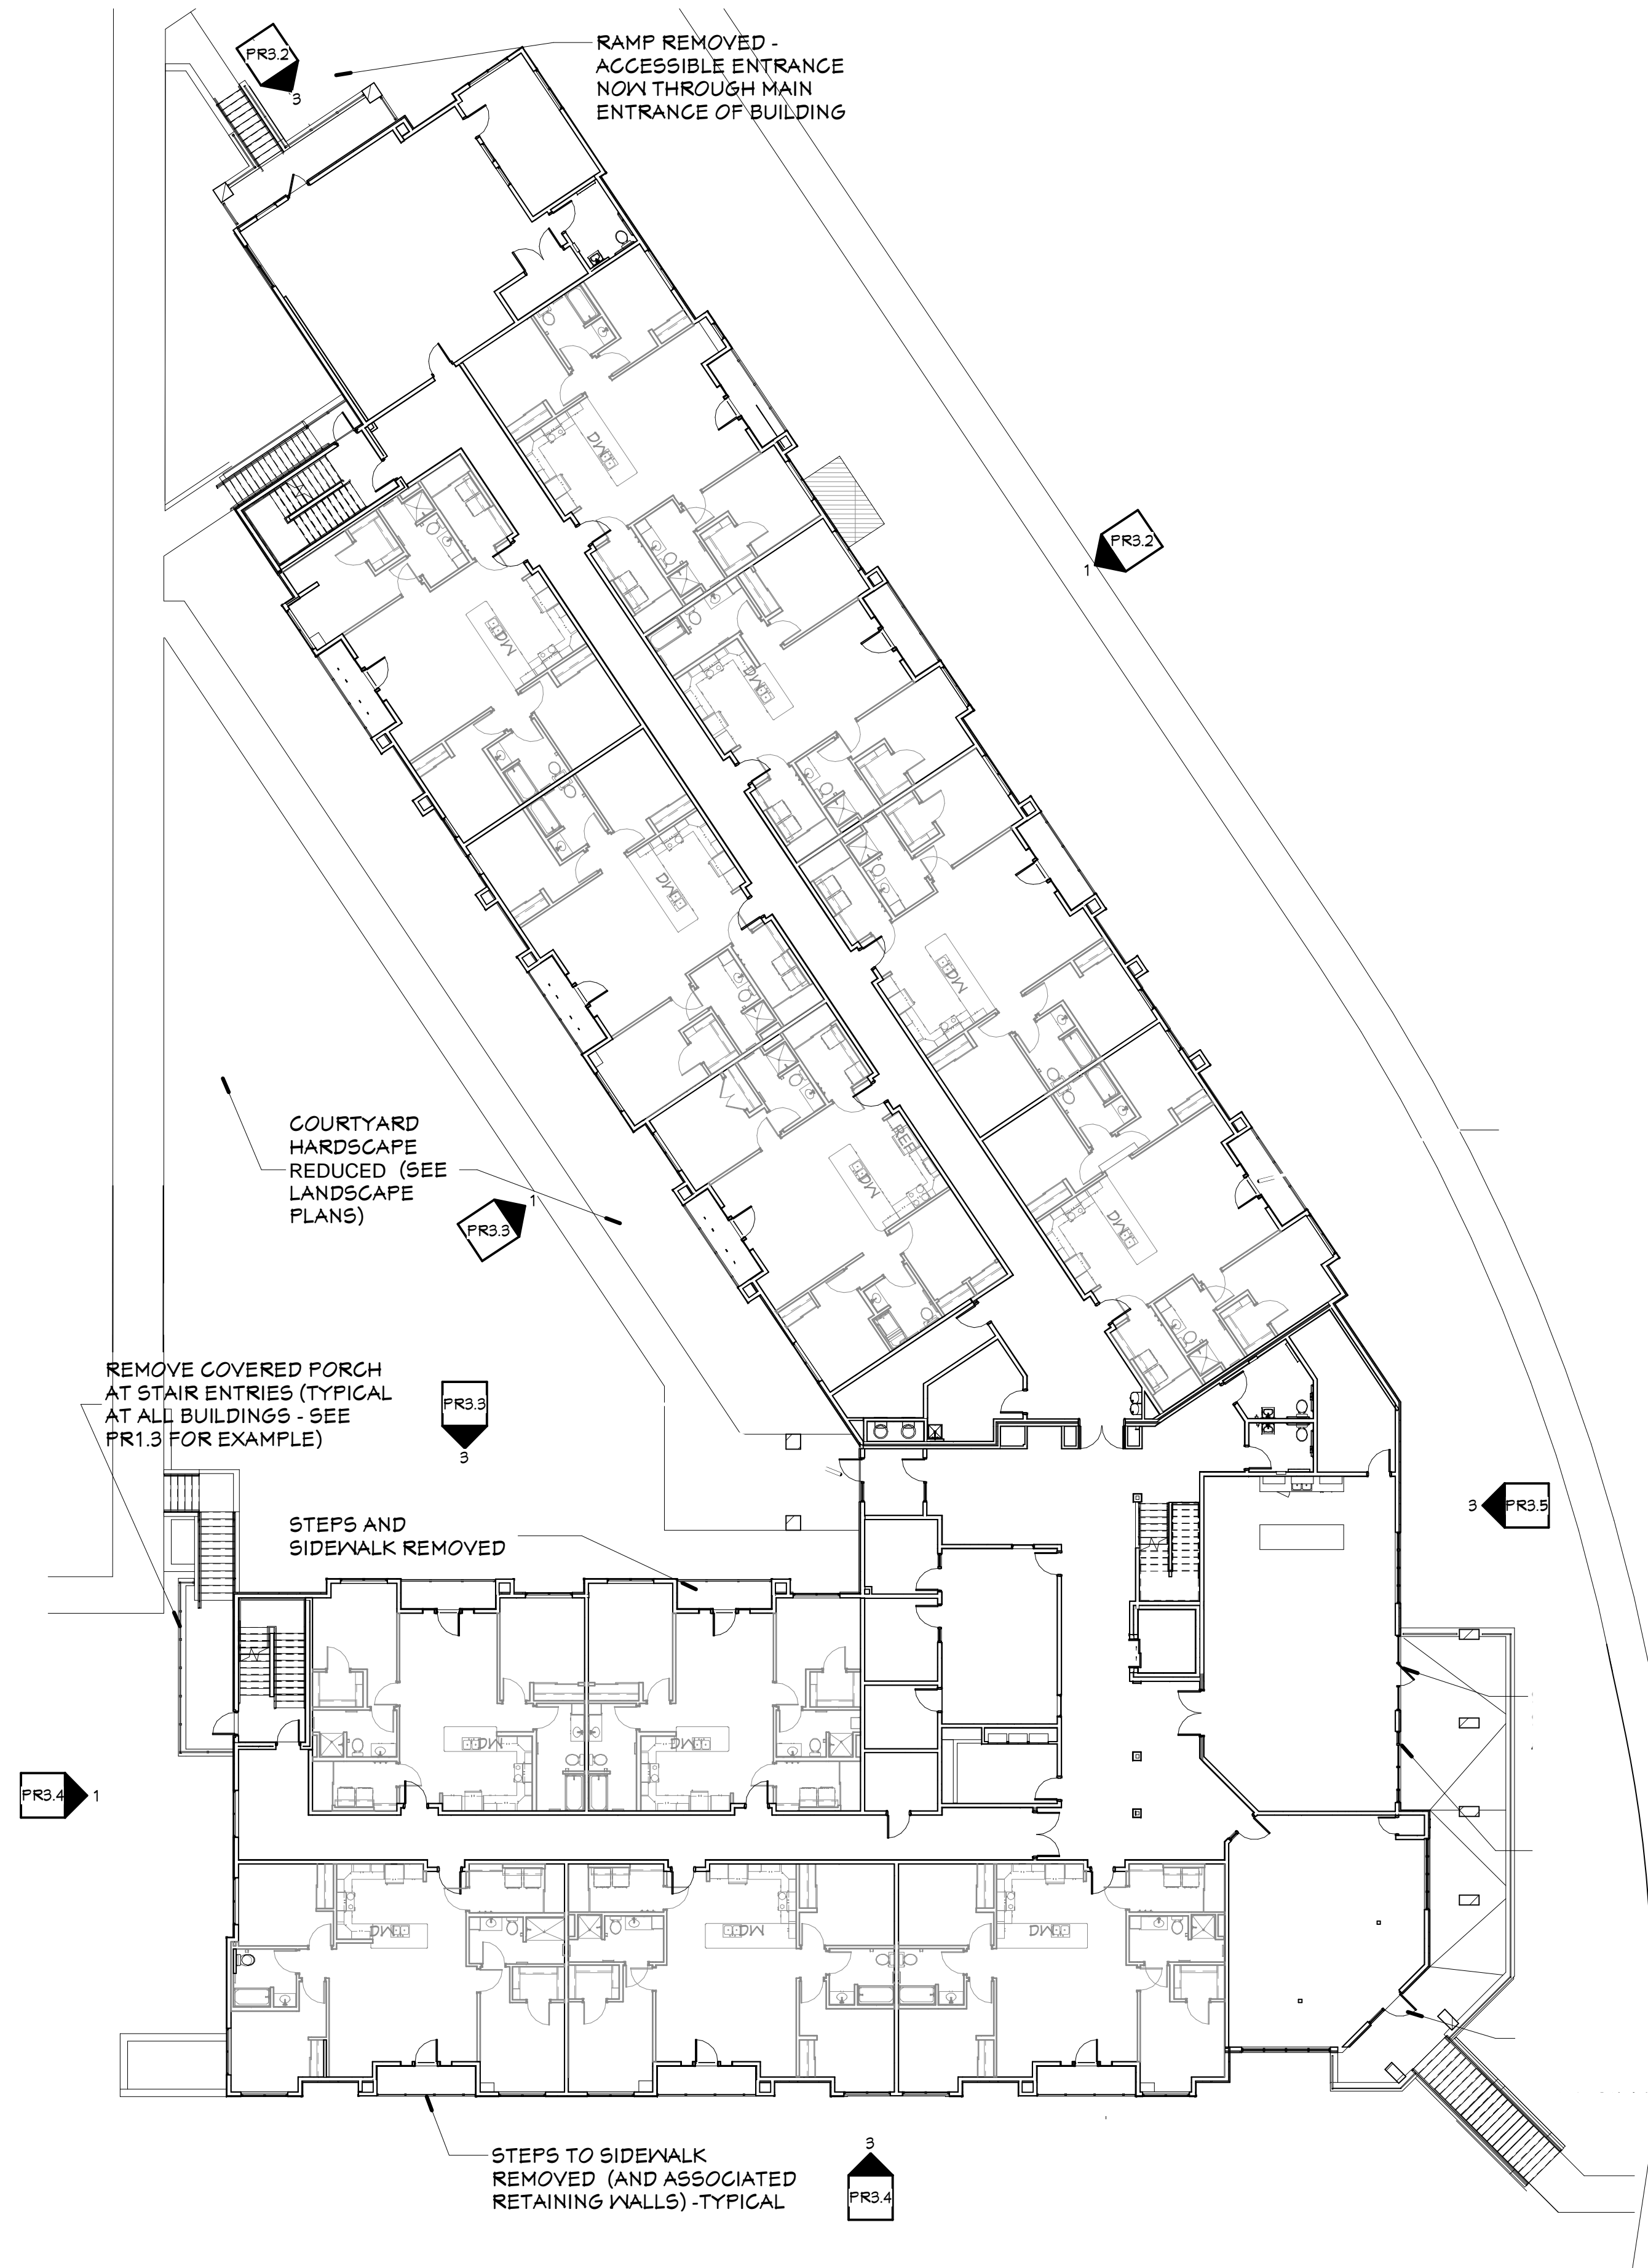 PR3.2
3
RAMP REMOVED -
ACCESSIBLE ENTRANCE
NOW THROUGH MAIN
ENTRANCE OF BUILDING
DW
PR3.2
1
DW
DW
DW
DW
REF
DW
DW
COURTYARD
HARDSCAPE
REDUCED (SEE
LANDSCAPE
PLANS)
PR3.3
1
REMOVE COVERED PORCH
AT STAIR ENTRIES (TYPICAL
AT ALL BUILDINGS - SEE
PR1.3 FOR EXAMPLE)
PR3.3
3
3
PR3.5
STEPS AND
SIDEWALK REMOVED
DW
DW
PR3.4
1
DW
DW
DW
STEPS TO SIDEWALK
REMOVED (AND ASSOCIATED
RETAINING WALLS) -TYPICAL
3
PR3.4